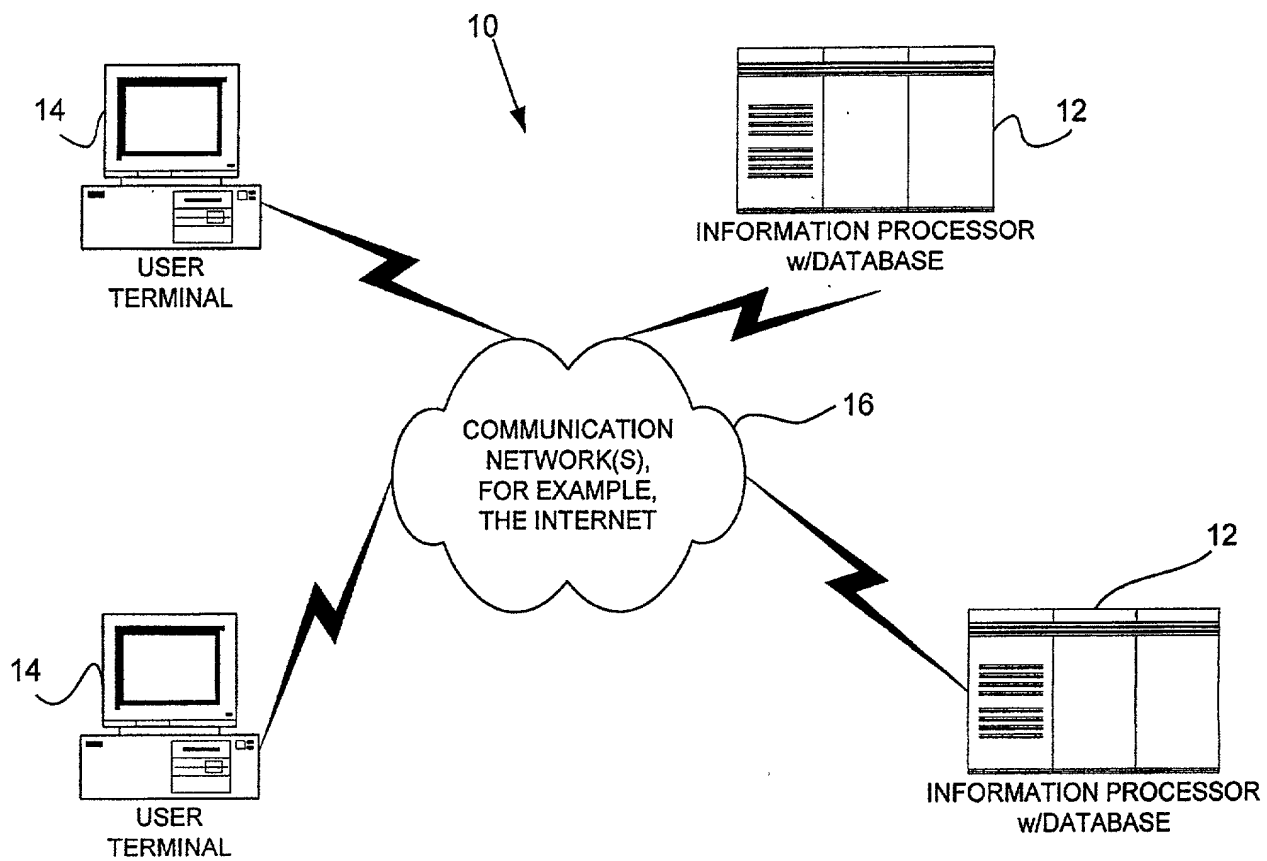 10
14
12
USER
TERMINAL
INFORMATION PROCESSOR
w/DATABASE
COMMUNICATION
NETWORK(S),
FOR EXAMPLE,
THE INTERNET
16
12
14
USER
TERMINAL
INFORMATION PROCESSOR
w/DATABASE